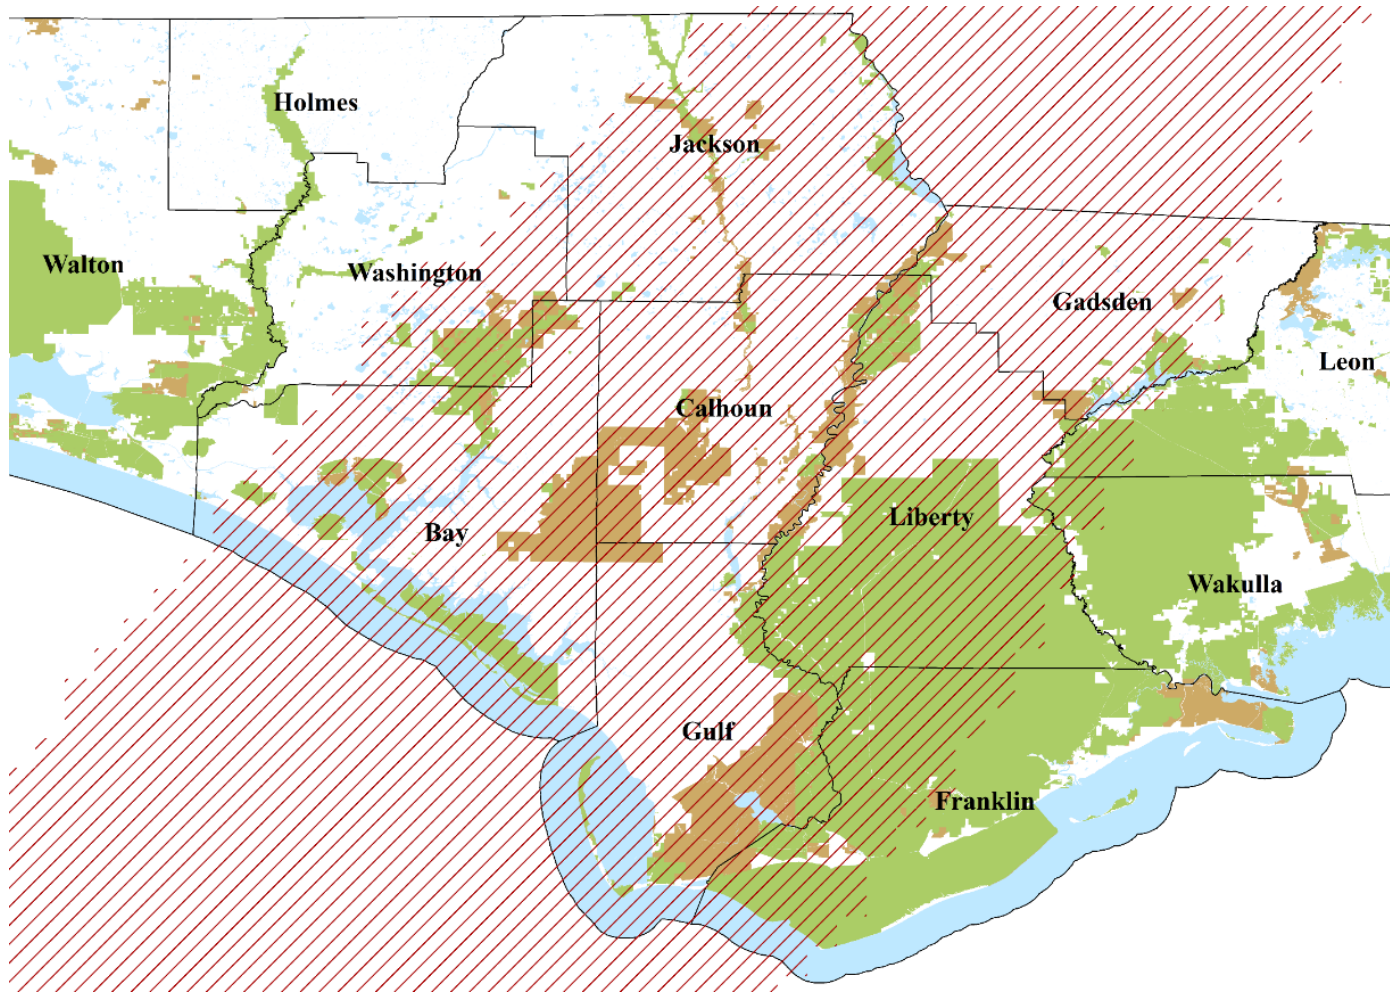 Holmes
Jackson
Walton
Washington
Gadsden
Leon
Calhoun
Liberty
Bay
Wakulla
Gulf
Franklin